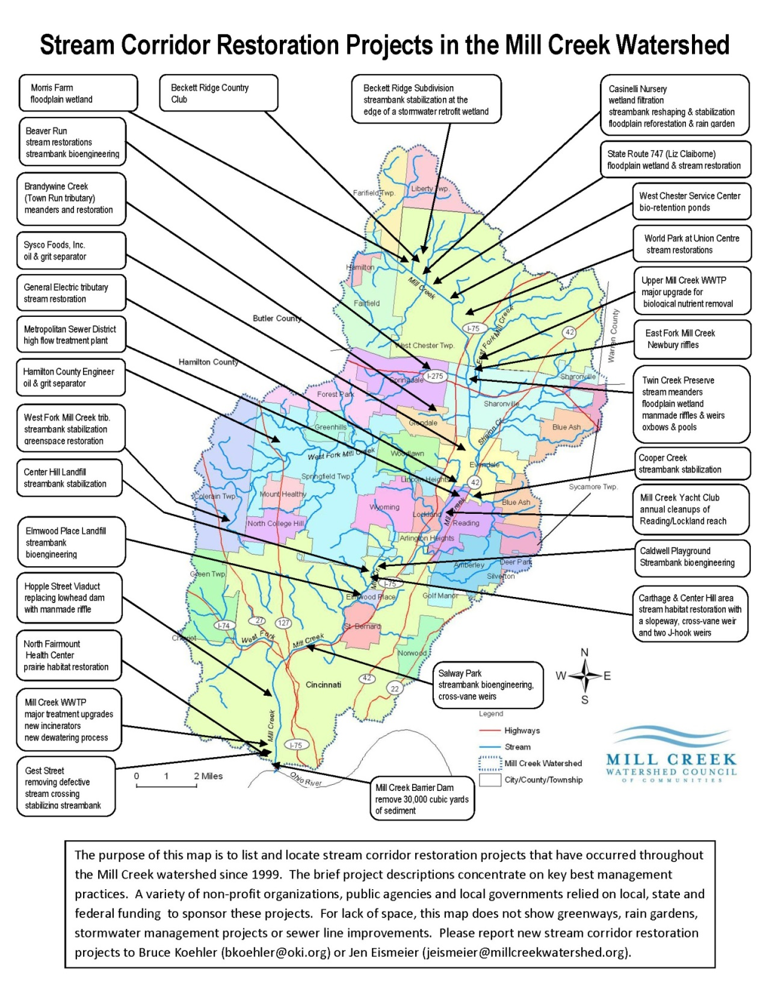 Stream Corridor Restoration Projects in the Mill Creek Watershed
Morris Farm
floodplain wetland
Beckett Ridge Country
Club
Beckett Ridge Subdivision
streambank stabilization at the
edge of a stormwater retrofit wetland
Casinelli Nursery
wetland filtration
streambank reshaping & stabilization
floodplain reforestation & rain garden
Beaver Run
stream restorations
streambank bioengineering
State Route 747 (Liz Claiborne)
floodplain wetland & stream restoration
Brandywine Creek
(Town Run tributary)
meanders and restoration
West Chester Service Center
bio-retention ponds
Sysco Foods, Inc.
oil & grit separator
World Park at Union Centre
stream restorations
General Electric tributary
stream restoration
Upper Mill Creek WWTP
major upgrade for
biological nutrient removal
Metropolitan Sewer District
high flow treatment plant
East Fork Mill Creek
Newbury riffles
Hamilton County Engineer
oil & grit separator
Twin Creek Preserve
stream meanders
floodplain wetland
manmade riffles & weirs
oxbows & pools
West Fork Mill Creek trib.
streambank stabilization
greenspace restoration
Cooper Creek
streambank stabilization
Center Hill Landfill
streambank stabilization
Mill Creek Yacht Club
annual cleanups of
Reading/Lockland reach
Elmwood Place Landfill
streambank
bioengineering
Caldwell Playground
Streambank bioengineering
Hopple Street Viaduct
replacing lowhead dam
with manmade riffle
Carthage & Center Hill area
stream habitat restoration with
a slopeway, cross-vane weir
and two J-hook weirs
North Fairmount
Health Center
prairie habitat restoration
Salway Park
streambank bioengineering,
cross-vane weirs
Mill Creek WWTP
major treatment upgrades
new incinerators
new dewatering process
Gest Street
removing defective
stream crossing
stabilizing streambank
Mill Creek Barrier Dam
remove 30,000 cubic yards
of sediment
Farifield Twp.
Liberty Twp.
Hamilton
Mill Creek
Fairfield
Butler County
I-75
East Fork Mill Creek
42
Warren County
West Chester Twp.
Hamilton County
I-275
Springdale
Sharonville
Forest Park
Sharonville
Glendale
Greenhills
Sharon Cr.
Blue Ash
West Fork Mill Creek
Woodlawn
Evendale
Springfield Twp.
Lincoln Heights
42
Sycamore Twp.
Colerain Twp.
Mount Healthy
Wyoming
Mill Creek
Blue Ash
Lockland
North College Hill
Reading
Arlington Heights
Amberley
Deer Park
Green Twp.
Silverton
Mill Cr.
I-75
Elmwood Place
Golf Manor
I-74
27
127
St. Bernard
Cheviot
West Fork
Mill Creek
Norwood
Cincinnati
42
22
Mill Creek
I-75
Ohio River
N
W
E
S
0 1 2 Miles
Legend
Highways
Stream
Mill Creek Watershed
City/County/Township
MILL CREEK
WATERSHED COUNCIL
OF COMMUNITIES
The purpose of this map is to list and locate stream corridor restoration projects that have occurred throughout
the Mill Creek watershed since 1999. The brief project descriptions concentrate on key best management
practices. A variety of non-profit organizations, public agencies and local governments relied on local, state and
federal funding to sponsor these projects. For lack of space, this map does not show greenways, rain gardens,
stormwater management projects or sewer line improvements. Please report new stream corridor restoration
projects to Bruce Koehler (bkoehler@oki.org) or Jen Eismeier (jeismeier@millcreekwatershed.org).